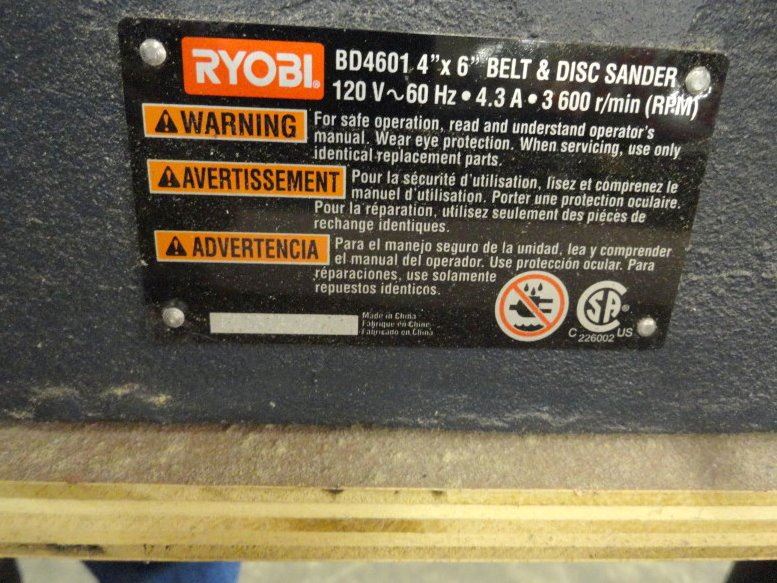 RYOBI®
BD4601 4"x 6" BELT & DISC SANDER
120 V~60 Hz • 4.3 A • 3 600 r/min (RPM)
WARNING
For safe operation, read and understand operator's
manual. Wear eye protection. When servicing, use only
identical replacement parts.
AVERTISSEMENT
Pour la sécurité d'utilisation, lisez et comprenez le
manuel d'utilisation. Porter une protection oculaire.
Pour la réparation, utilisez seulement des pièces de
rechange identiques.
ADVERTENCIA
Para el manejo seguro de la unidad, lea y comprender
el manual del operador. Use protección ocular. Para
réparaciones, use solamente
repuestos identicos.
Made in China
Fabriqué en Chine
Fabricado en China
SA®
C 226002 US